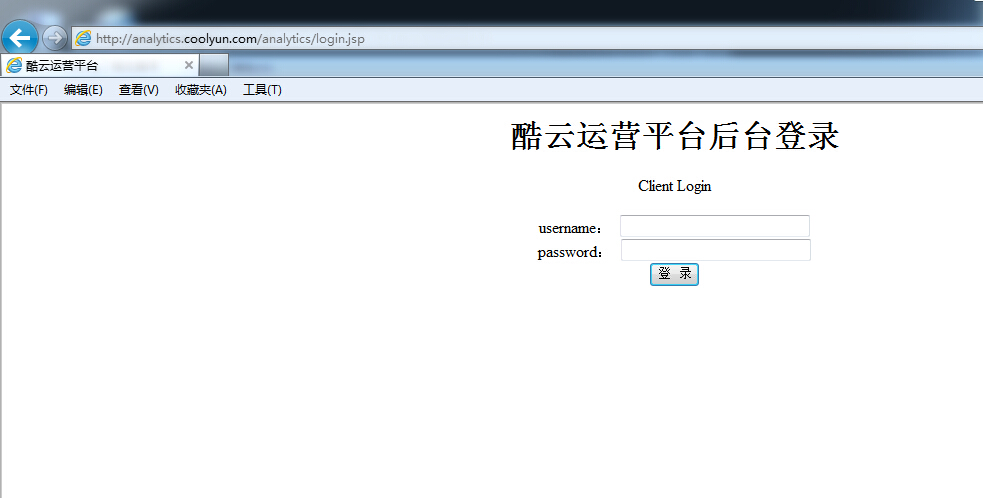 http://analytics.coolyun.com/analytics/login.jsp
酷云运营平台
文件(F) 编辑(E) 查看(V) 收藏夹(A) 工具(T)
酷云运营平台后台登录
Client Login
username：
password：
登 录